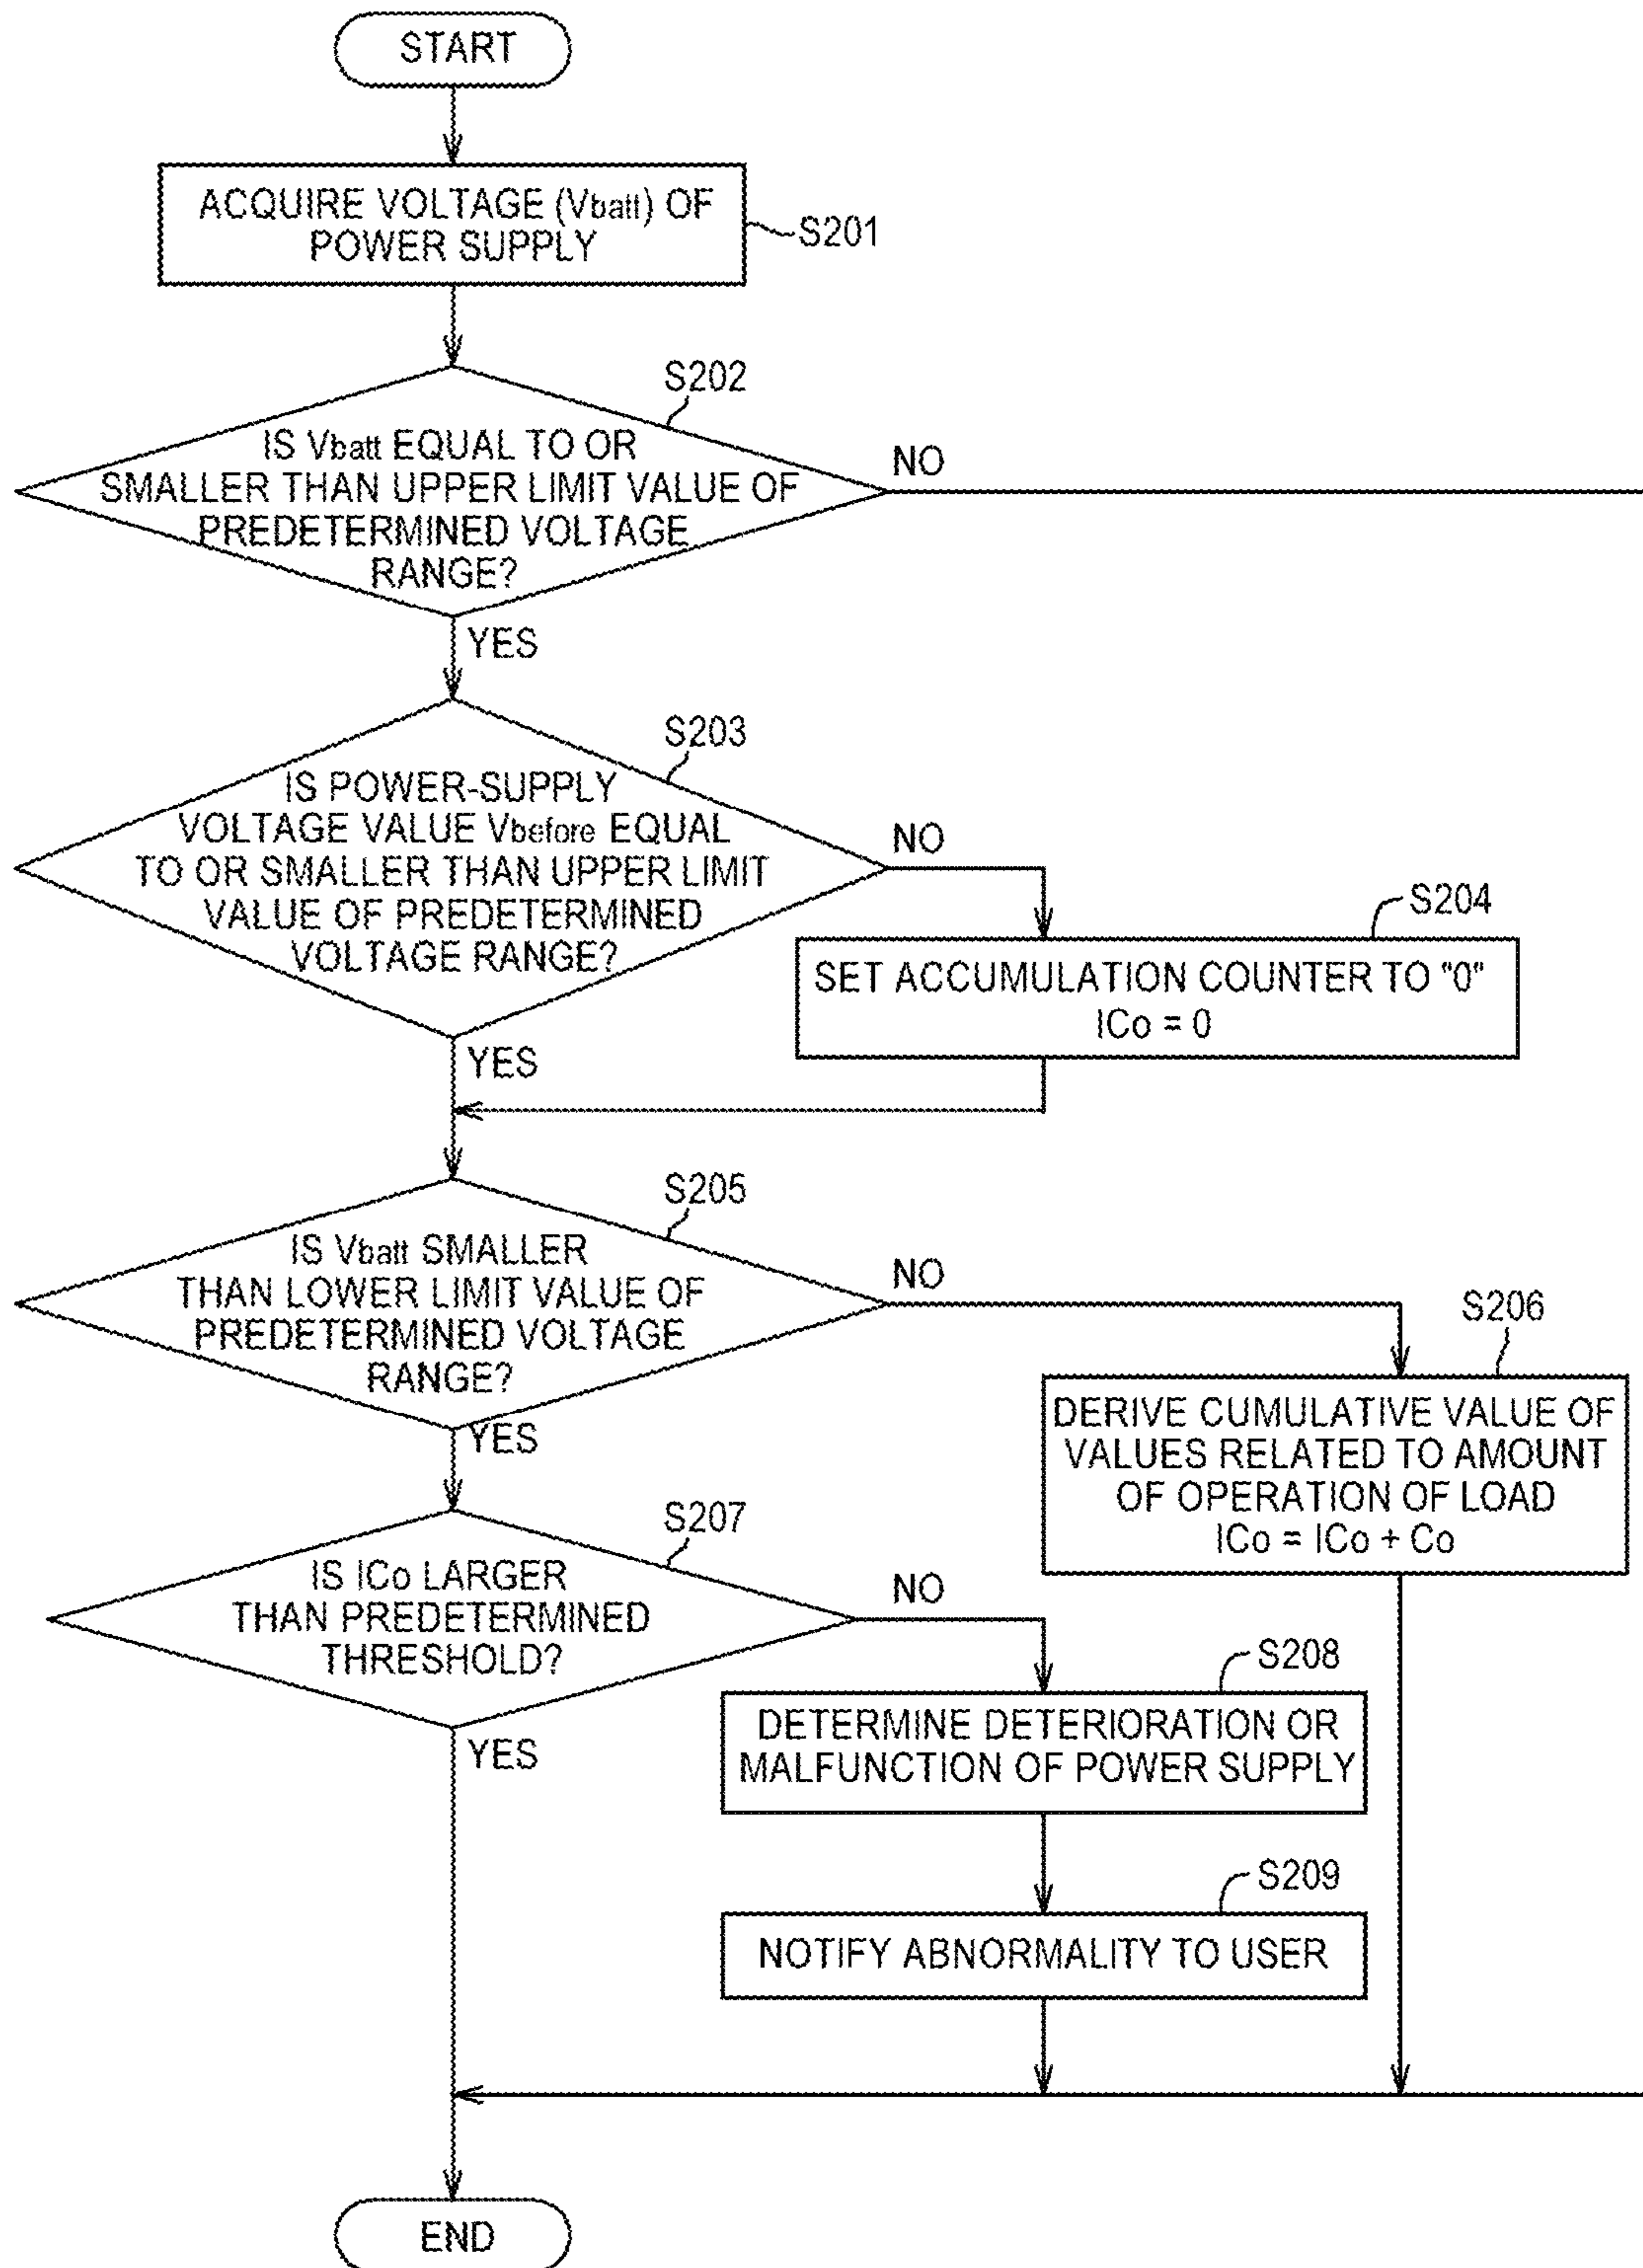 START
ACQUIRE VOLTAGE (Vbatt) OF
POWER SUPPLY
S201
S202
IS Vbatt EQUAL TO OR
SMALLER THAN UPPER LIMIT VALUE OF
PREDETERMINED VOLTAGE
RANGE?
NO
YES
S203
IS POWER-SUPPLY
VOLTAGE VALUE Vbefore EQUAL
TO OR SMALLER THAN UPPER LIMIT
VALUE OF PREDETERMINED
VOLTAGE RANGE?
NO
S204
SET ACCUMULATION COUNTER TO "0"
ICo = 0
YES
S205
IS Vbatt SMALLER
THAN LOWER LIMIT VALUE OF
PREDETERMINED VOLTAGE
RANGE?
NO
S206
DERIVE CUMULATIVE VALUE OF
VALUES RELATED TO AMOUNT
OF OPERATION OF LOAD
ICo = ICo + Co
YES
S207
IS ICo LARGER
THAN PREDETERMINED
THRESHOLD?
NO
S208
DETERMINE DETERIORATION OR
MALFUNCTION OF POWER SUPPLY
YES
S209
NOTIFY ABNORMALITY TO USER
END